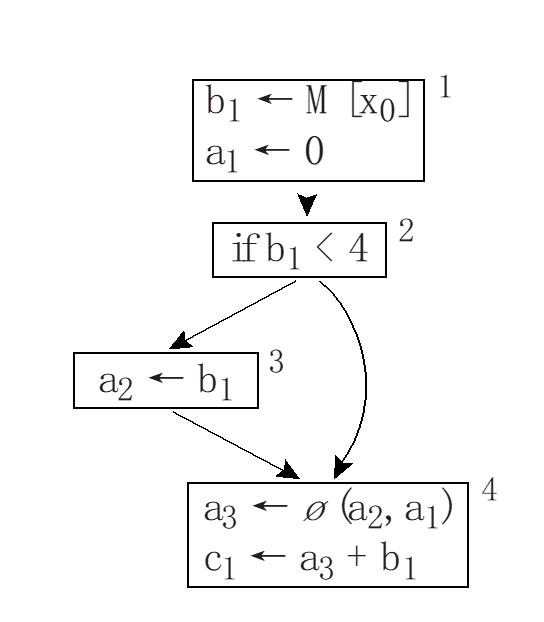 b₁ ← M [x₀]
1
a₁ ← 0
if b₁ < 4
2
a₂ ← b₁
3
a₃ ← ø (a₂, a₁)
4
c₁ ← a₃ + b₁